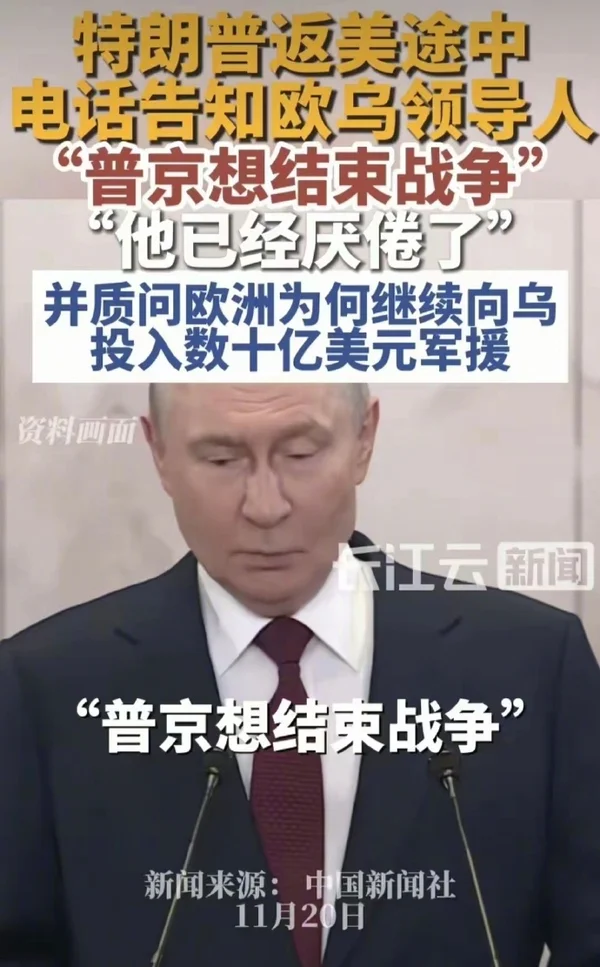 特朗普返美途中
电话告知欧乌领导人
“普京想结束战争”
“他已经厌倦了”
并质问欧洲为何继续向乌
投入数十亿美元军援
资料画面
长江云 新闻
“普京想结束战争”
新闻来源： 中国新闻社
11月20日